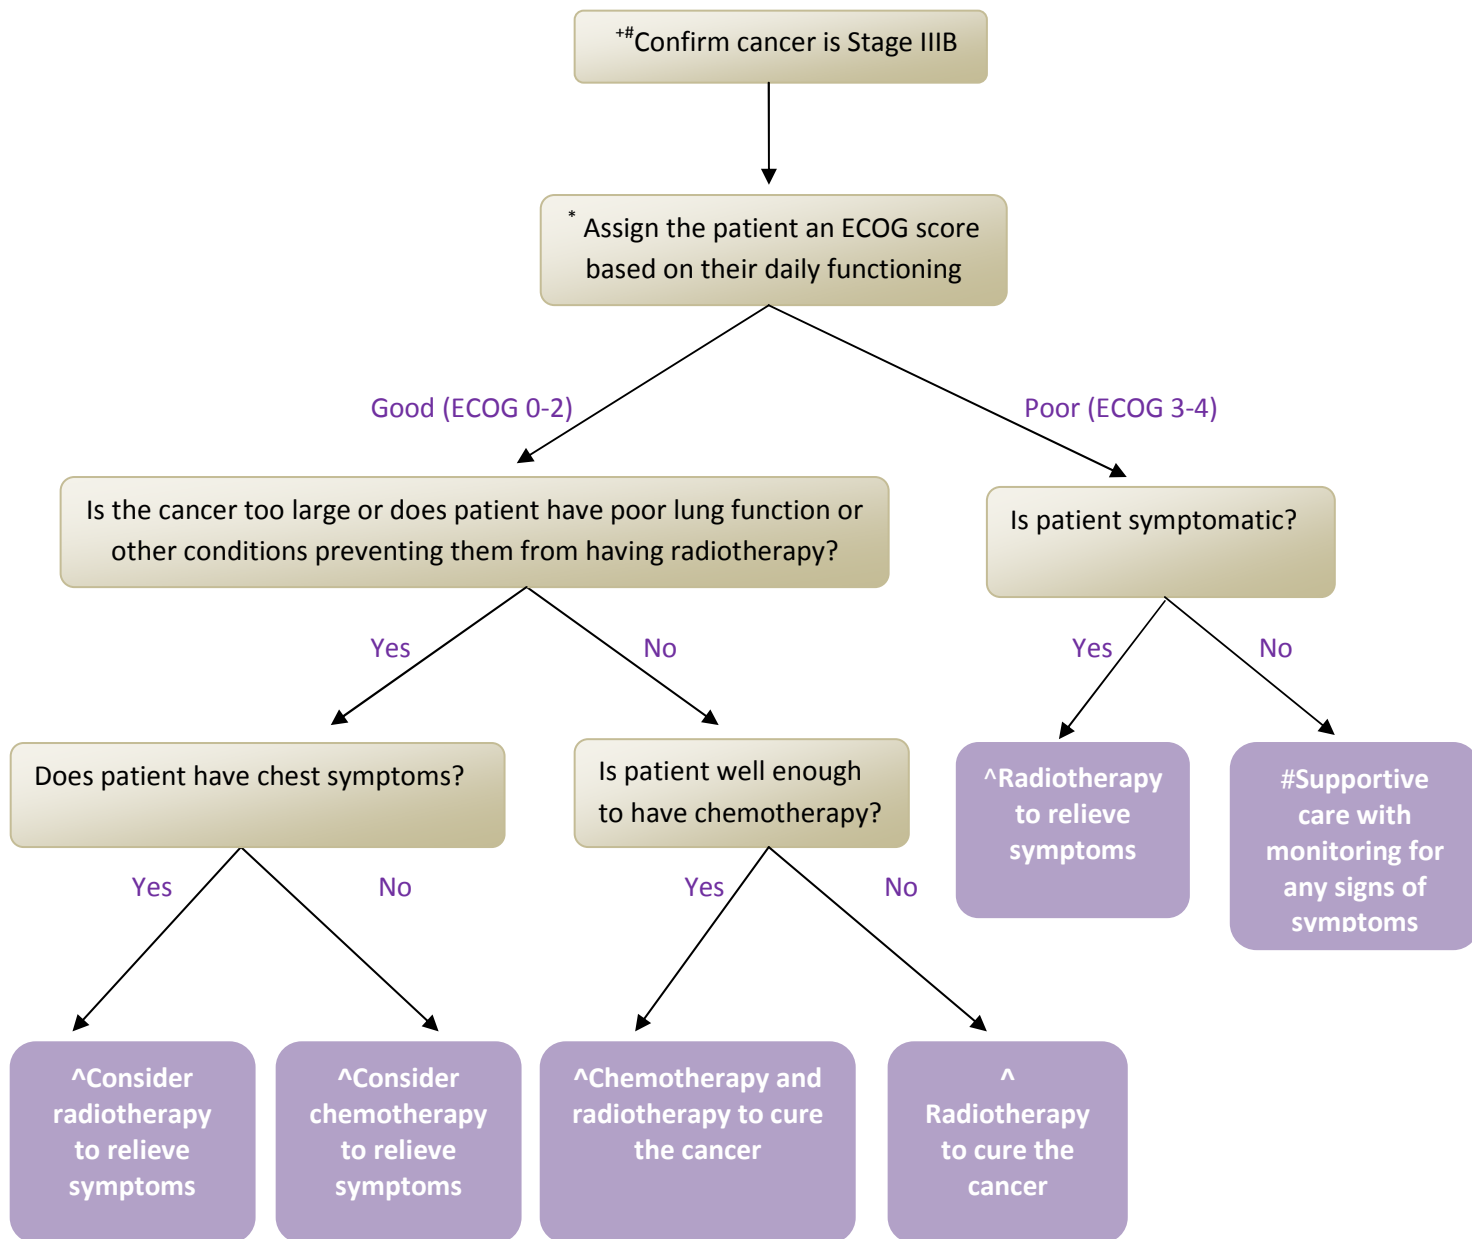 +#Confirm cancer is Stage IIIB
* Assign the patient an ECOG score
based on their daily functioning
Good (ECOG 0-2)
Poor (ECOG 3-4)
Is the cancer too large or does patient have poor lung function or
other conditions preventing them from having radiotherapy?
Is patient symptomatic?
Yes
No
Yes
No
Does patient have chest symptoms?
Is patient well enough
to have chemotherapy?
^Radiotherapy
to relieve
symptoms
#Supportive
care with
monitoring for
any signs of
symptoms
Yes
No
Yes
No
^Consider
radiotherapy
to relieve
symptoms
^Consider
chemotherapy
to relieve
symptoms
^Chemotherapy and
radiotherapy to cure
the cancer
^
Radiotherapy
to cure the
cancer